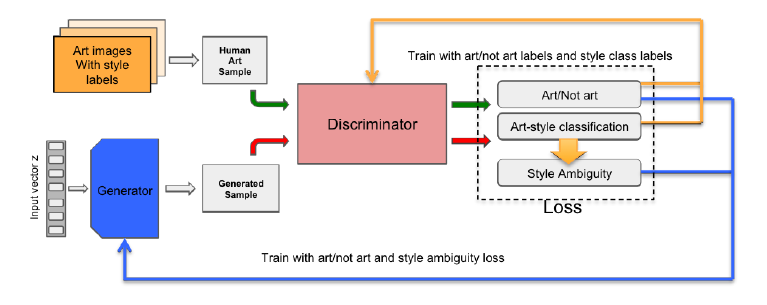 Art images
With style
labels
Human
Art
Sample
Train with art/not art labels and style class labels
Discriminator
Art/Not art
Art-style classification
Style Ambiguity
Loss
Input vector z
Generator
Generated
Sample
Train with art/not art and style ambiguity loss